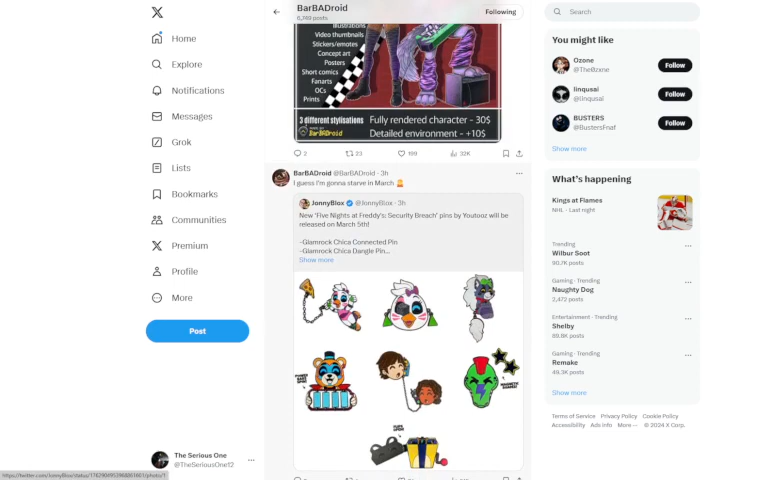 Home
Explore
Notifications
Messages
Grok
Lists
Bookmarks
Communities
Premium
Profile
More
Post
The Serious One
@TheSeriousOne12
BarBADroid
Following
Illustrations
Video thumbnails
Stickers/emotes
Concept art
Posters
Short comics
Fanarts
OCs
Prints
3 different stylisations
BarBADroid
Fully rendered character - 30$
Detailed environment - +10$
2
23
199
32K
BarBADroid @BarBADroid · 3h
I guess I'm gonna starve in March
JonnyBlox @JonnyBlox · 3h
New 'Five Nights at Freddy's: Security Breach' pins by Youtooz will be
released on March 5th!
-Glamrock Chica Connected Pin
-Glamrock Chica Dangle Pin...
Show more
Search
You might like
Ozone
@The0zxne
Follow
linqusai
@linqusai
Follow
BUSTERS
@BustersFnaf
Follow
Show more
What's happening
Kings at Flames
NHL · Last night
Trending
Wilbur Soot
90.7K posts
Gaming · Trending
Naughty Dog
2,472 posts
Entertainment · Trending
Shelby
89.8K posts
Gaming · Trending
Remake
49.3K posts
Show more
Terms of Service Privacy Policy Cookie Policy
Accessibility Ads info More ··· © 2024 X Corp.